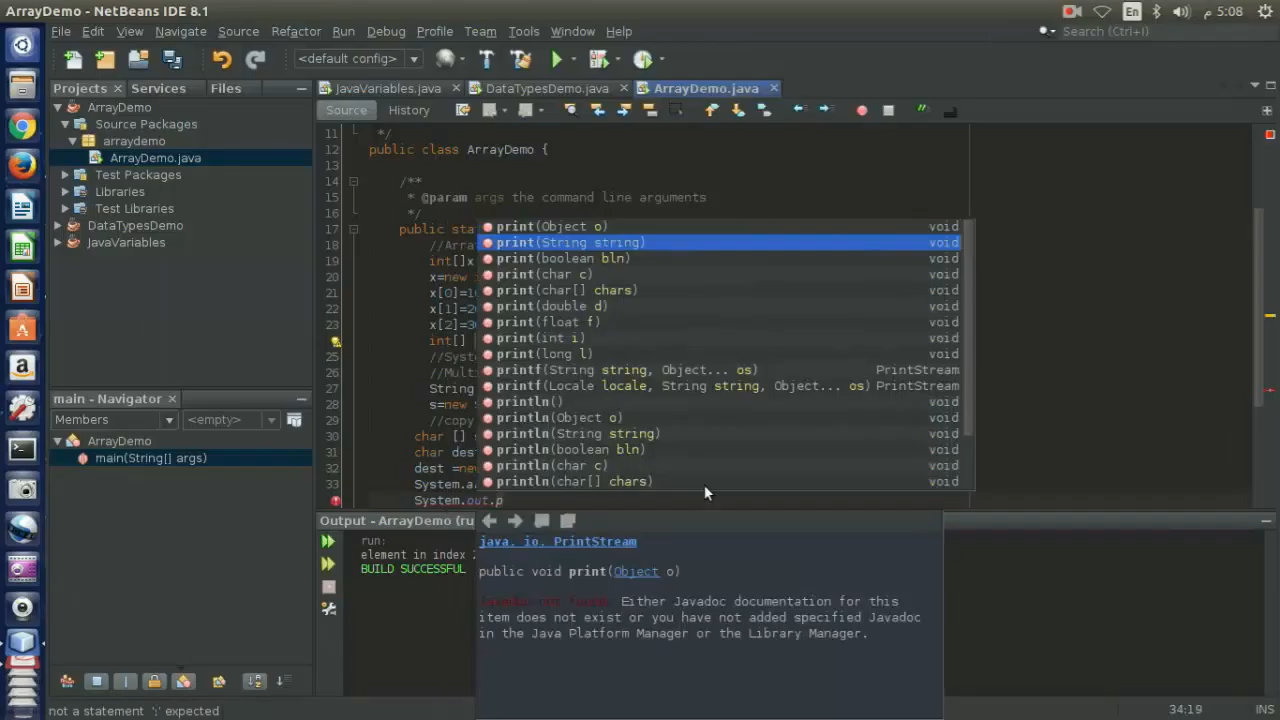 ArrayDemo - NetBeans IDE 8.1
En
5:08 م
File Edit View Navigate Source Refactor Run Debug Profile Team Tools Window Help
Search (Ctrl+I)
<default config>
Projects Services Files
JavaVariables.java DataTypesDemo.java ArrayDemo.java
Source History
ArrayDemo
Source Packages
arraydemo
ArrayDemo.java
Test Packages
Libraries
Test Libraries
DataTypesDemo
JavaVariables
main - Navigator
Members
<empty>
ArrayDemo
main(String[] args)
11 */
12 public class ArrayDemo {
13
14 /**
15 * @param args the command line arguments
16 */
17 public sta
18 //Arra
19 int[]x
20 x=new i
21 x[0]=1
22 x[1]=2
23 x[2]=3
int[]
25 //Syst
26 //Mult
27 String
28 s=new s
29 //copy
30 char [] s
31 char dest
32 dest =new
33 System.a
System.out.p
print(Object o) void
print(String string) void
print(boolean bln) void
print(char c) void
print(char[] chars) void
print(double d) void
print(float f) void
print(int i) void
print(long l) void
printf(String string, Object... os) PrintStream
printf(Locale locale, String string, Object... os) PrintStream
println() void
println(Object o) void
println(String string) void
println(boolean bln) void
println(char c) void
println(char[] chars) void
Output - ArrayDemo (ru
run:
element in index 2
BUILD SUCCESSFUL
java. io. PrintStream
public void print(Object o)
Javadoc not found. Either Javadoc documentation for this
item does not exist or you have not added specified Javadoc
in the Java Platform Manager or the Library Manager.
not a statement ';' expected
34:19
INS